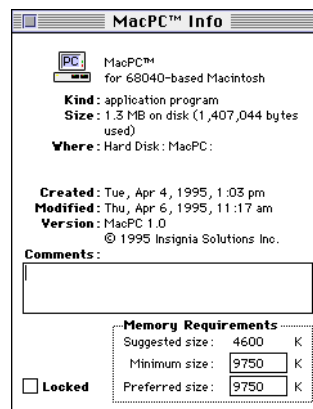 MacPC™ Info
PC
MacPC™
for 68040-based Macintosh
Kind: application program
Size: 1.3 MB on disk (1,407,044 bytes
used)
Where: Hard Disk: MacPC:
Created: Tue, Apr 4, 1995, 1:03 pm
Modified: Thu, Apr 6, 1995, 11:17 am
Version: MacPC 1.0
© 1995 Insignia Solutions Inc.
Comments:
Memory Requirements
Suggested size: 4600 K
Minimum size: 9750 K
Locked Preferred size: 9750 K